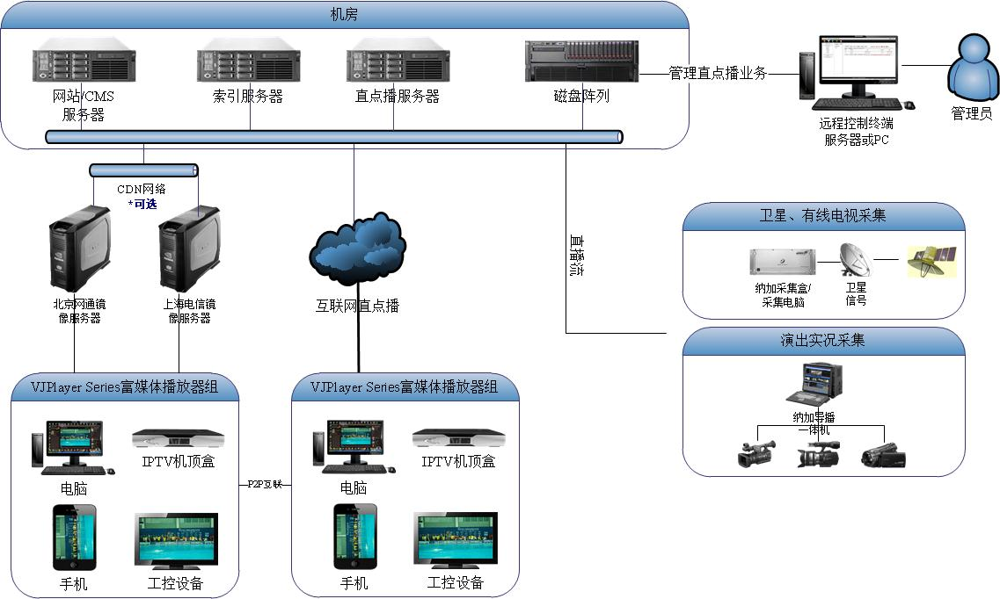 机房
网站/CMS
服务器
索引服务器
直点播服务器
磁盘阵列
管理直点播业务
远程控制终端
服务器或PC
管理员
CDN网络
*可选
北京网通镜
像服务器
上海电信镜
像服务器
互联网直点播
直播流
卫星、有线电视采集
纳加采集盒/
采集电脑
卫星
信号
演出实况采集
纳加导播
一体机
VJPlayer Series富媒体播放器组
电脑
IPTV机顶盒
手机
工控设备
P2P互联
VJPlayer Series富媒体播放器组
电脑
IPTV机顶盒
手机
工控设备